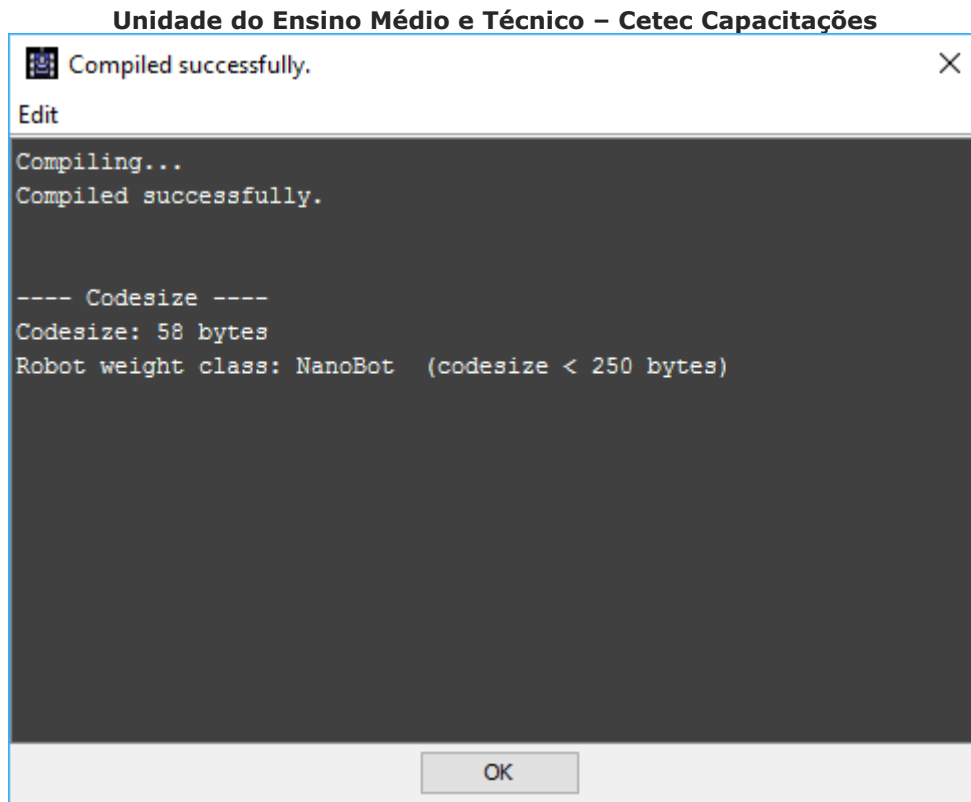 Unidade do Ensino Médio e Técnico – Cetec Capacitações
Compiled successfully.
Edit
Compiling...
Compiled successfully.
---- Codesize ----
Codesize: 58 bytes
Robot weight class: NanoBot  (codesize < 250 bytes)
OK